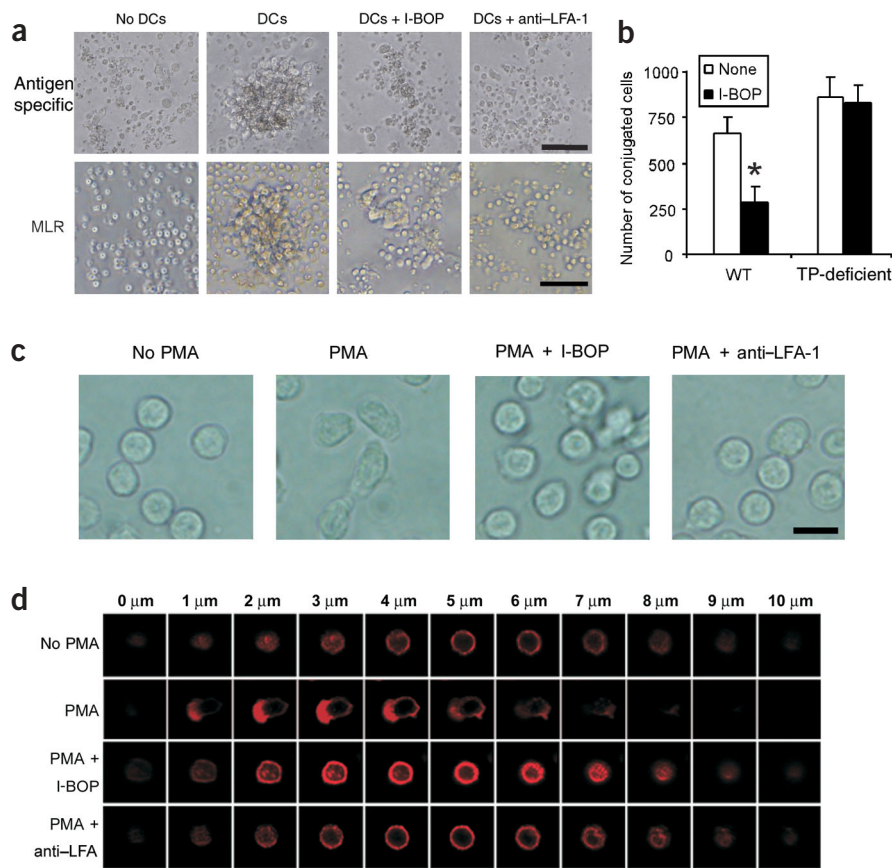 a
No DCs
DCs
DCs + I-BOP
DCs + anti–LFA-1
Antigen
specific
MLR
b
None
I-BOP
1000
750
500
250
0
Number of conjugated cells
*
WT
TP-deficient
c
No PMA
PMA
PMA + I-BOP
PMA + anti–LFA-1
d
0 μm
1 μm
2 μm
3 μm
4 μm
5 μm
6 μm
7 μm
8 μm
9 μm
10 μm
No PMA
PMA
PMA +
I-BOP
PMA +
anti–LFA